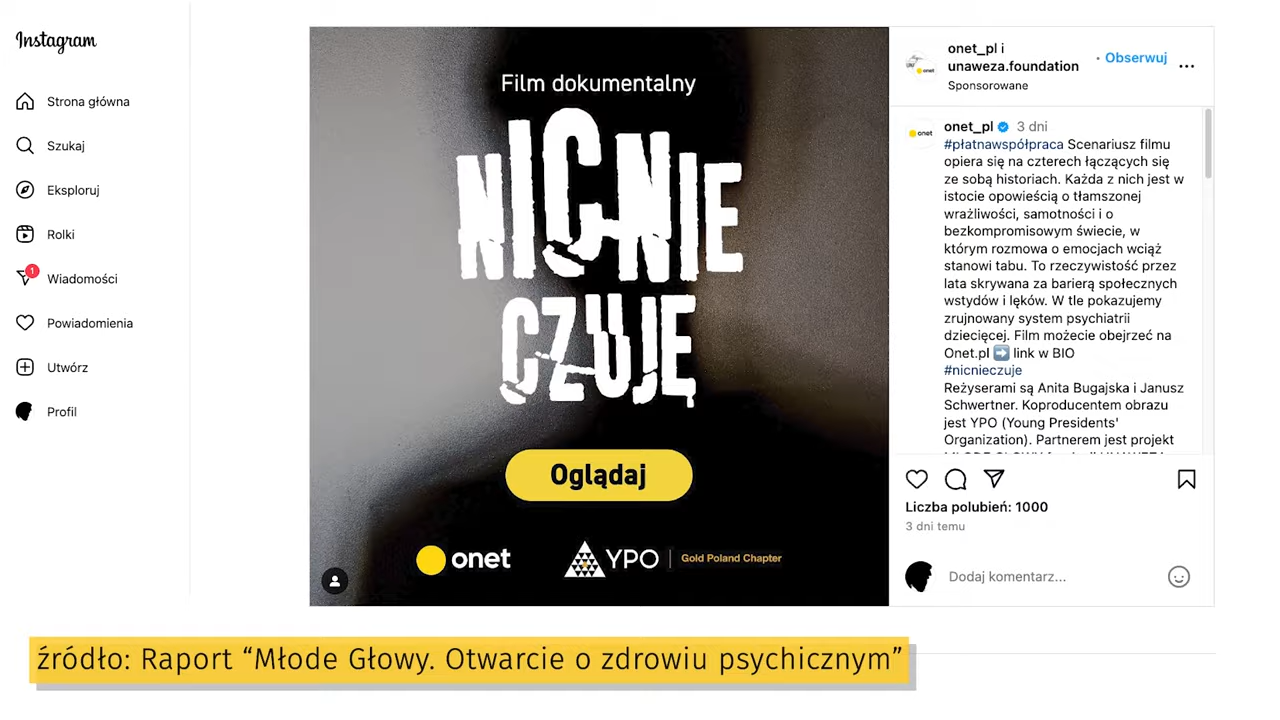 Instagram
Strona główna
Szukaj
Eksploruj
Rolki
1
Wiadomości
Powiadomienia
Utwórz
Profil
Film dokumentalny
NIC NIE
CZUJĘ
Oglądaj
onet
YPO | Gold Poland Chapter
onet_pl i
unaweza.foundation
• Obserwuj
Sponsorowane
onet_pl 3 dni
#płatnawspółpraca Scenariusz filmu
opiera się na czterech łączących się
ze sobą historiach. Każda z nich jest w
istocie opowieścią o tłamszonej
wrażliwości, samotności i o
bezkompromisowym świecie, w
którym rozmowa o emocjach wciąż
stanowi tabu. To rzeczywistość przez
lata skrywana za barierą społecznych
wstydów i lęków. W tle pokazujemy
zrujnowany system psychiatrii
dziecięcej. Film możecie obejrzeć na
Onet.pl ➡️ link w BIO
#nicnieczuje
Reżyserami są Anita Bugajska i Janusz
Schwertner. Koproducentem obrazu
jest YPO (Young Presidents'
Organization). Partnerem jest projekt
Liczba polubień: 1000
3 dni temu
Dodaj komentarz...
źródło: Raport “Młode Głowy. Otwarcie o zdrowiu psychicznym”